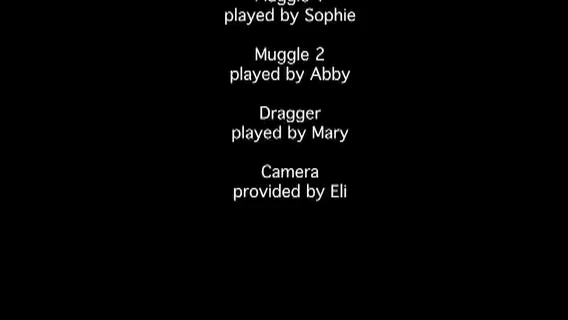 played by Sophie
Muggle 2
played by Abby
Dragger
played by Mary
Camera
provided by Eli